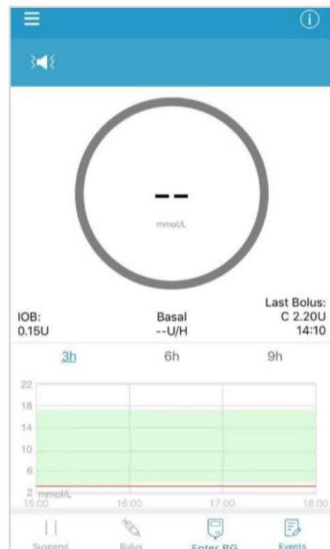 --
mmol/L
IOB:
0.15U
Basal
--U/H
Last Bolus:
C 2.20U
14:10
3h
6h
9h
22
18
14
10
6
2
mmol/L
15:00
16:00
17:00
18:00
Suspend
Bolus
Enter BG
Events